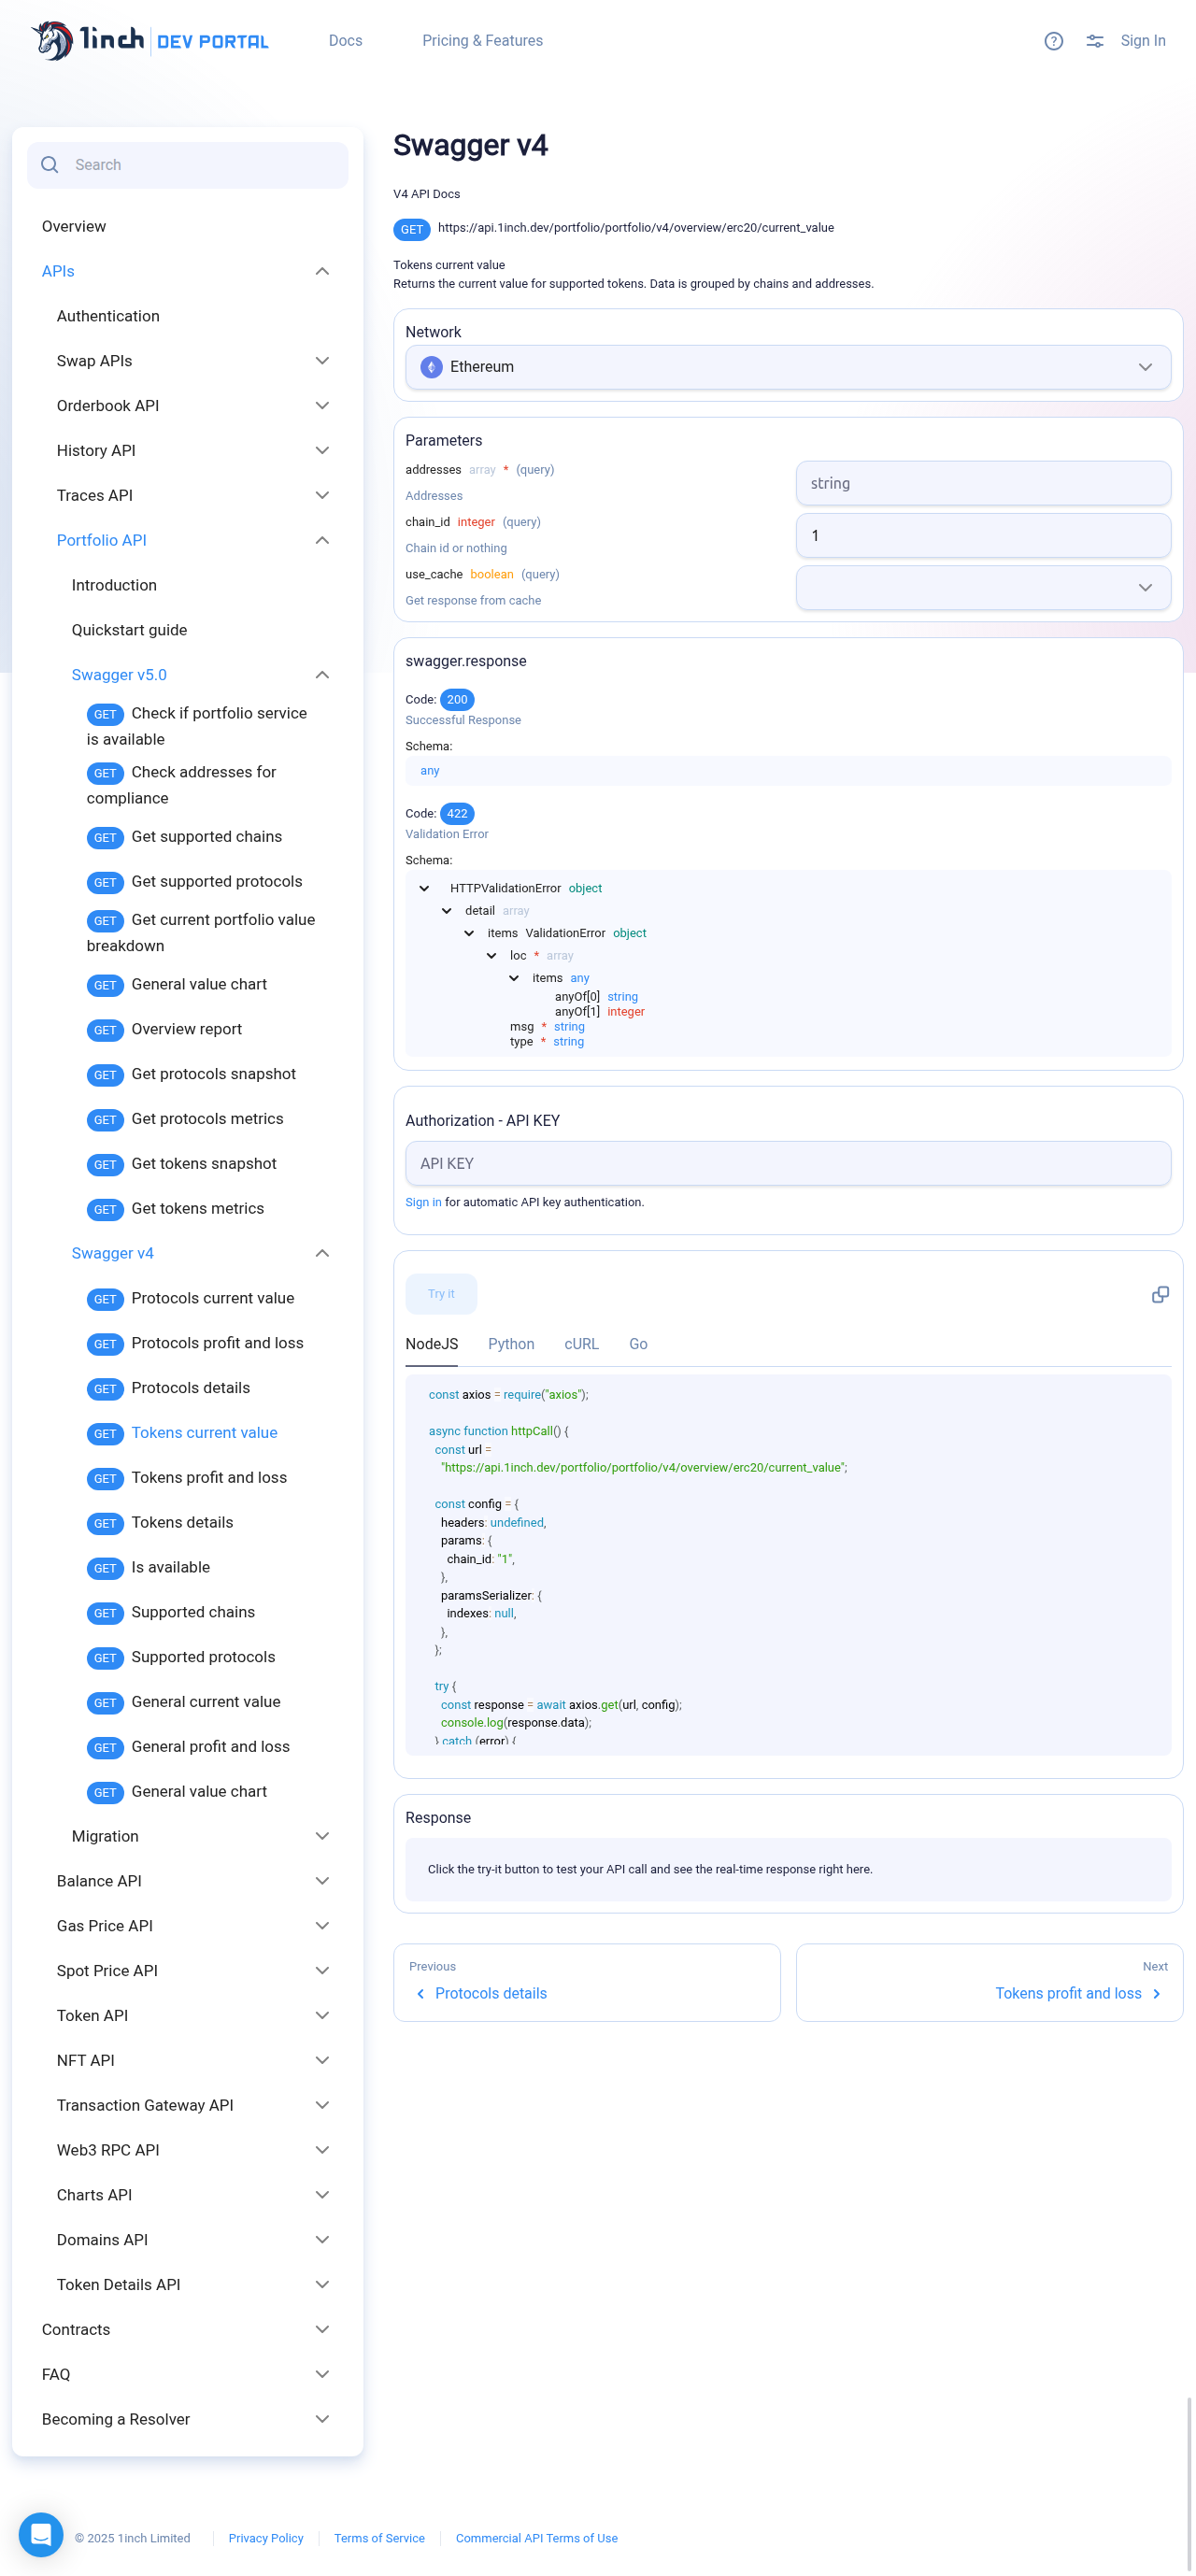 1inch DEV PORTAL Docs Pricing & Features Sign In
Search
Overview
APIs
Authentication
Swap APIs
Orderbook API
History API
Traces API
Portfolio API
Introduction
Quickstart guide
Swagger v5.0
GET Check if portfolio service
is available
GET Check addresses for
compliance
GET Get supported chains
GET Get supported protocols
GET Get current portfolio value
breakdown
GET General value chart
GET Overview report
GET Get protocols snapshot
GET Get protocols metrics
GET Get tokens snapshot
GET Get tokens metrics
Swagger v4
GET Protocols current value
GET Protocols profit and loss
GET Protocols details
GET Tokens current value
GET Tokens profit and loss
GET Tokens details
GET Is available
GET Supported chains
GET Supported protocols
GET General current value
GET General profit and loss
GET General value chart
Migration
Balance API
Gas Price API
Spot Price API
Token API
NFT API
Transaction Gateway API
Web3 RPC API
Charts API
Domains API
Token Details API
Contracts
FAQ
Becoming a Resolver
Swagger v4
V4 API Docs
GET https://api.1inch.dev/portfolio/portfolio/v4/overview/erc20/current_value
Tokens current value
Returns the current value for supported tokens. Data is grouped by chains and addresses.
Network
Ethereum
Parameters
addresses array * (query)
Addresses
string
chain_id integer (query)
Chain id or nothing
1
use_cache boolean (query)
Get response from cache
swagger.response
Code: 200
Successful Response
Schema:
any
Code: 422
Validation Error
Schema:
HTTPValidationError object
detail array
items ValidationError object
loc * array
items any
anyOf[0] string
anyOf[1] integer
msg * string
type * string
Authorization - API KEY
API KEY
Sign in for automatic API key authentication.
Try it
NodeJS Python cURL Go
const axios = require("axios");
async function httpCall() {
const url =
"https://api.1inch.dev/portfolio/portfolio/v4/overview/erc20/current_value";
const config = {
headers: undefined,
params: {
chain_id: "1",
},
paramsSerializer: {
indexes: null,
},
};
try {
const response = await axios.get(url, config);
console.log(response.data);
} catch (error) {
Response
Click the try-it button to test your API call and see the real-time response right here.
Previous
Protocols details
Next
Tokens profit and loss
© 2025 1inch Limited Privacy Policy Terms of Service Commercial API Terms of Use